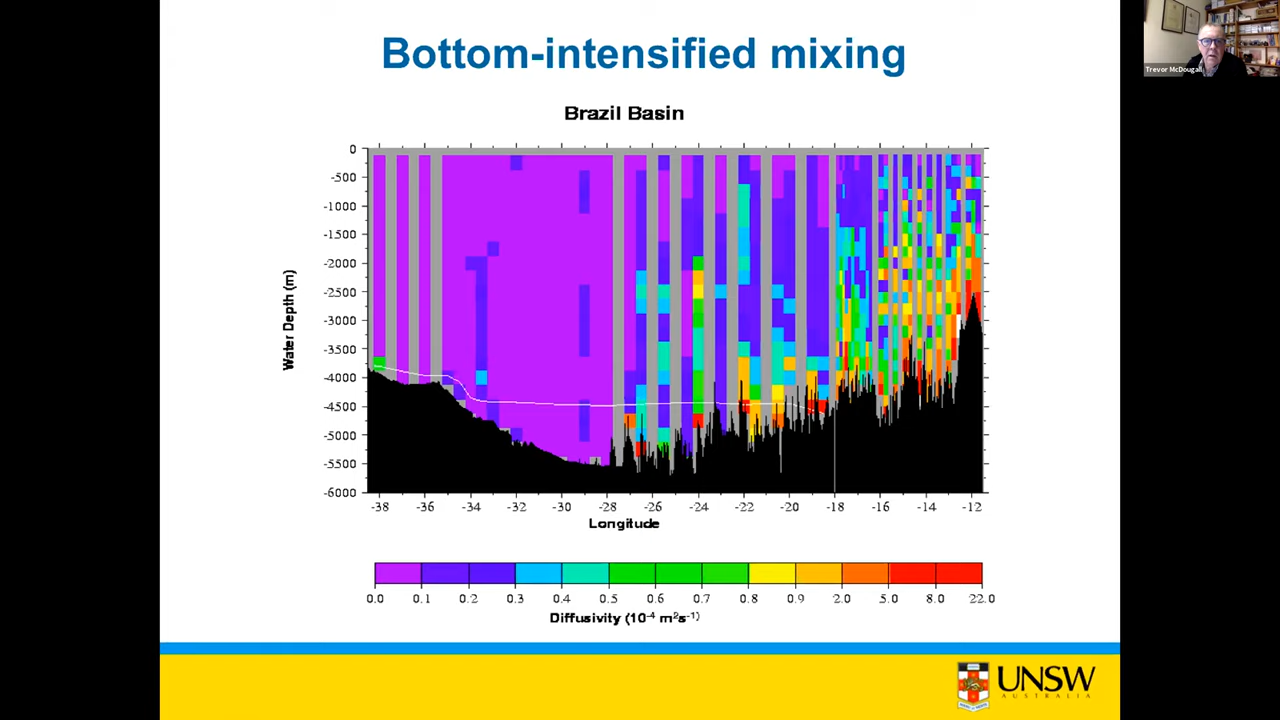 Bottom-intensified mixing
Trevor McDougall
Brazil Basin
0
-500
-1000
-1500
-2000
-2500
-3000
-3500
-4000
-4500
-5000
-5500
-6000
Water Depth (m)
-38 -36 -34 -32 -30 -28 -26 -24 -22 -20 -18 -16 -14 -12
Longitude
0.0 0.1 0.2 0.3 0.4 0.5 0.6 0.7 0.8 0.9 2.0 5.0 8.0 22.0
Diffusivity (10⁻⁴ m²s⁻¹)
UNSW
AUSTRALIA